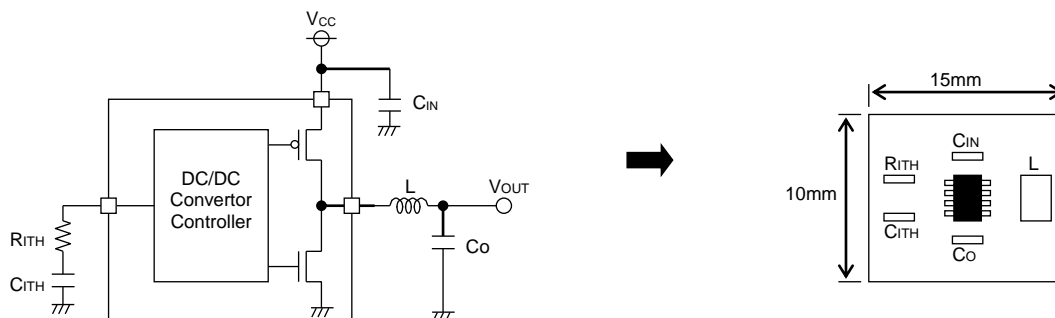 VCC
CIN
DC/DC
Convertor
Controller
L
VOUT
RITH
CITH
CO
15mm
10mm
CIN
RITH
L
CITH
CO